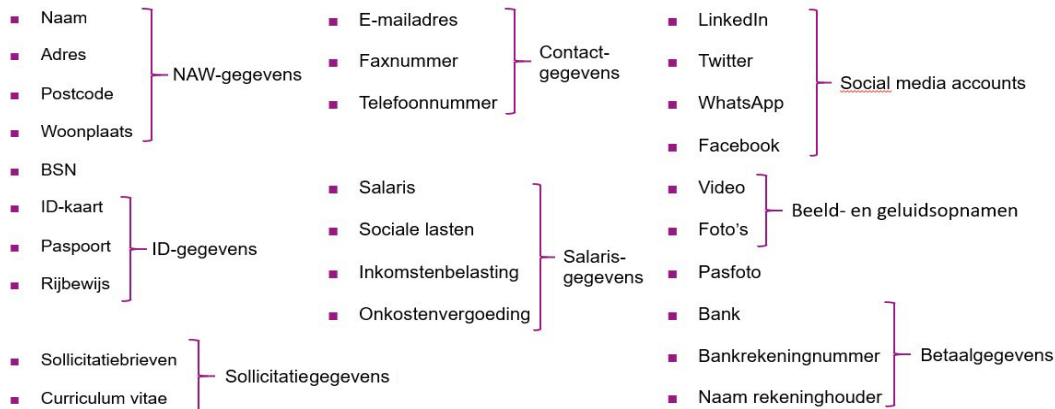 Naam
Adres
Postcode
Woonplaats
NAW-gegevens
BSN
ID-kaart
Paspoort
Rijbewijs
ID-gegevens
Sollicitatiebrieven
Curriculum vitae
Sollicitatiegegevens
E-mailadres
Faxnummer
Telefoonnummer
Contact-
gegevens
Salaris
Sociale lasten
Inkomstenbelasting
Onkostenvergoeding
Salaris-
gegevens
LinkedIn
Twitter
WhatsApp
Facebook
Social media accounts
Video
Foto's
Beeld- en geluidsopnamen
Pasfoto
Bank
Bankrekeningnummer
Naam rekeninghouder
Betaalgegevens